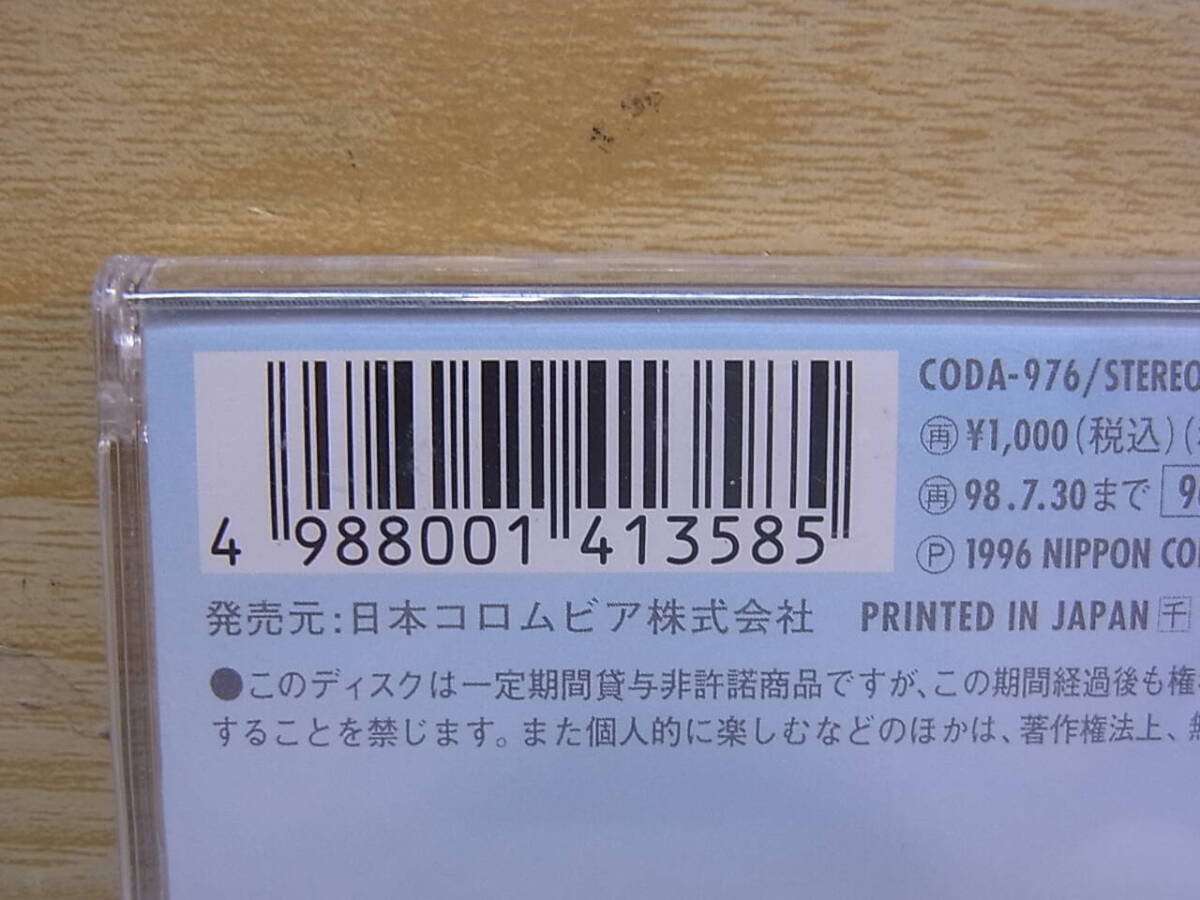 4 988001 413585
CODA-976/STEREO
再 ¥1,000(税込)(
再 98.7.30まで 9
Ⓟ 1996 NIPPON CO
発売元:日本コロムビア株式会社 PRINTED IN JAPAN 千
●このディスクは一定期間貸与非許諾商品ですが、この期間経過後も権
することを禁じます。また個人的に楽しむなどのほかは、著作権法上、無